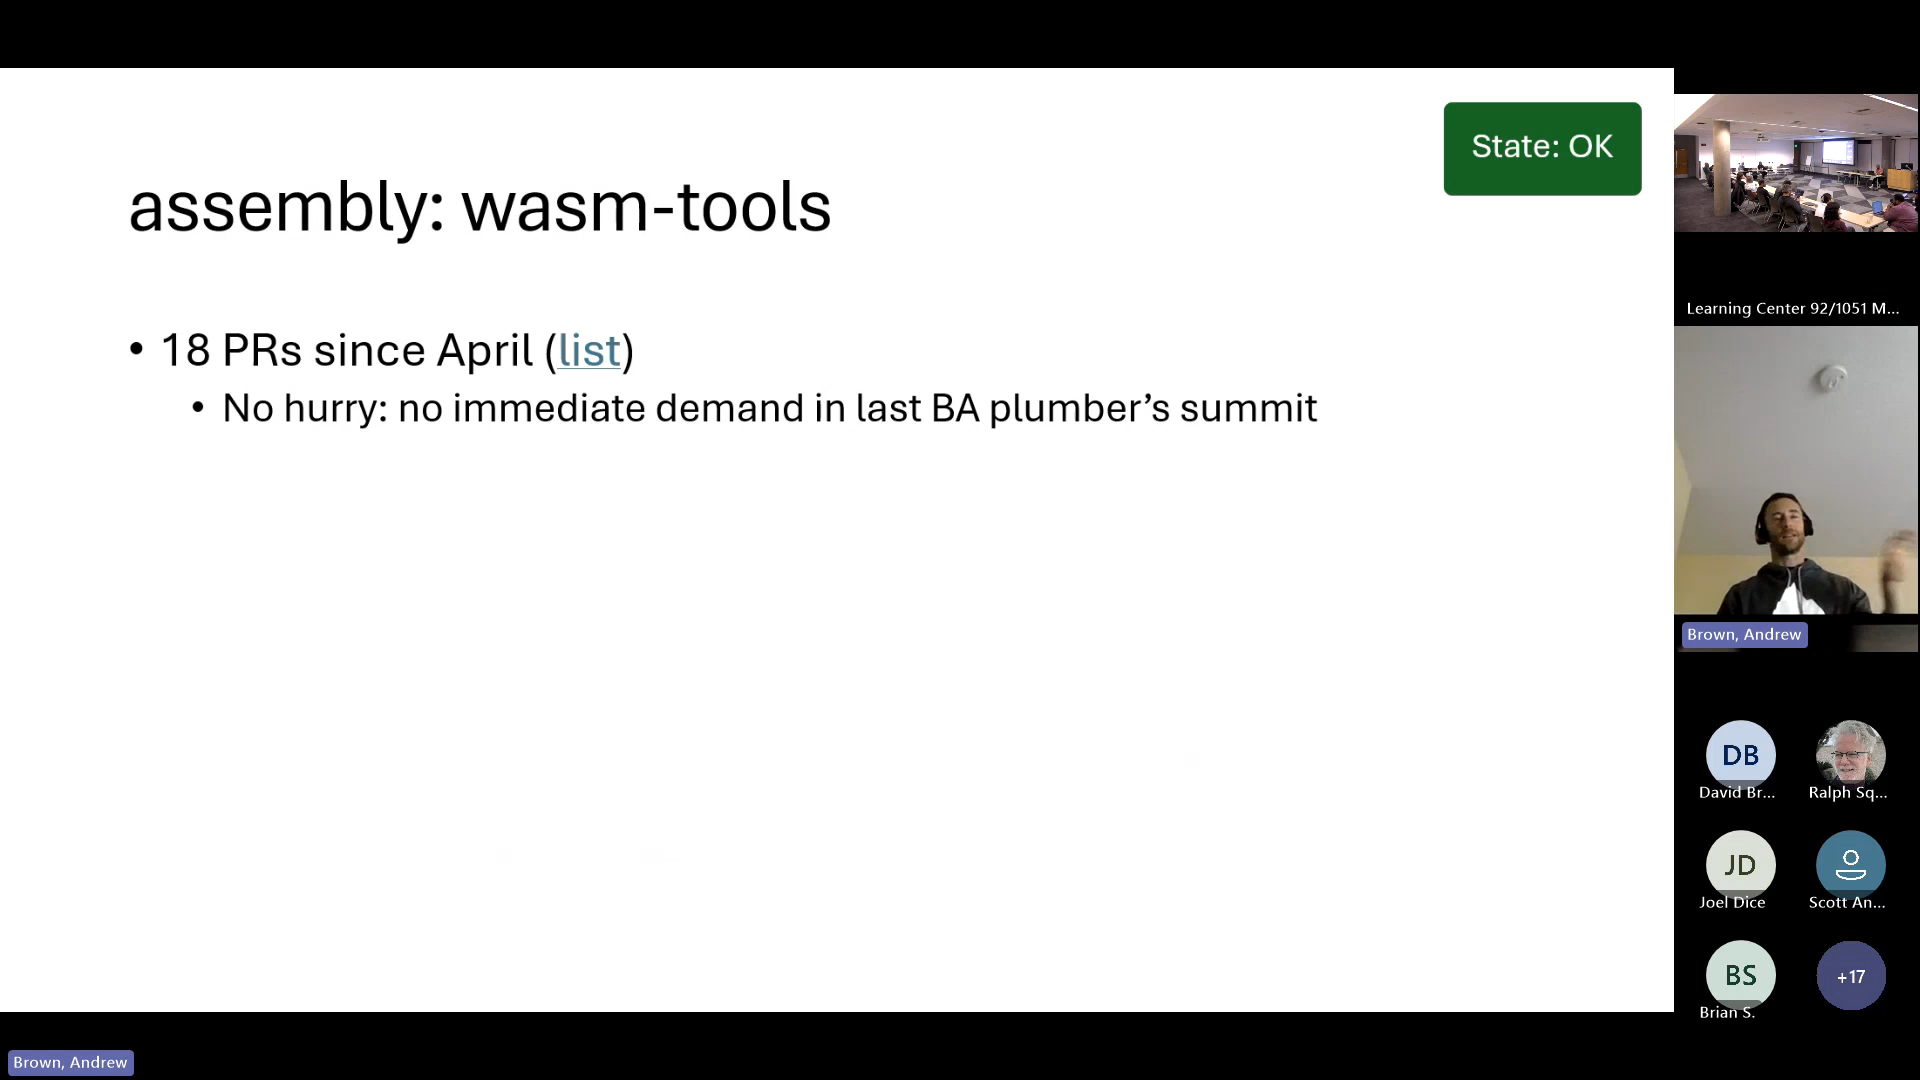 State: OK
assembly: wasm-tools
• 18 PRs since April (list)
• No hurry: no immediate demand in last BA plumber’s summit
Learning Center 92/1051 M...
Brown, Andrew
DB
David Br...
Ralph Sq...
JD
Joel Dice
Scott An...
BS
Brian S.
+17
Brown, Andrew